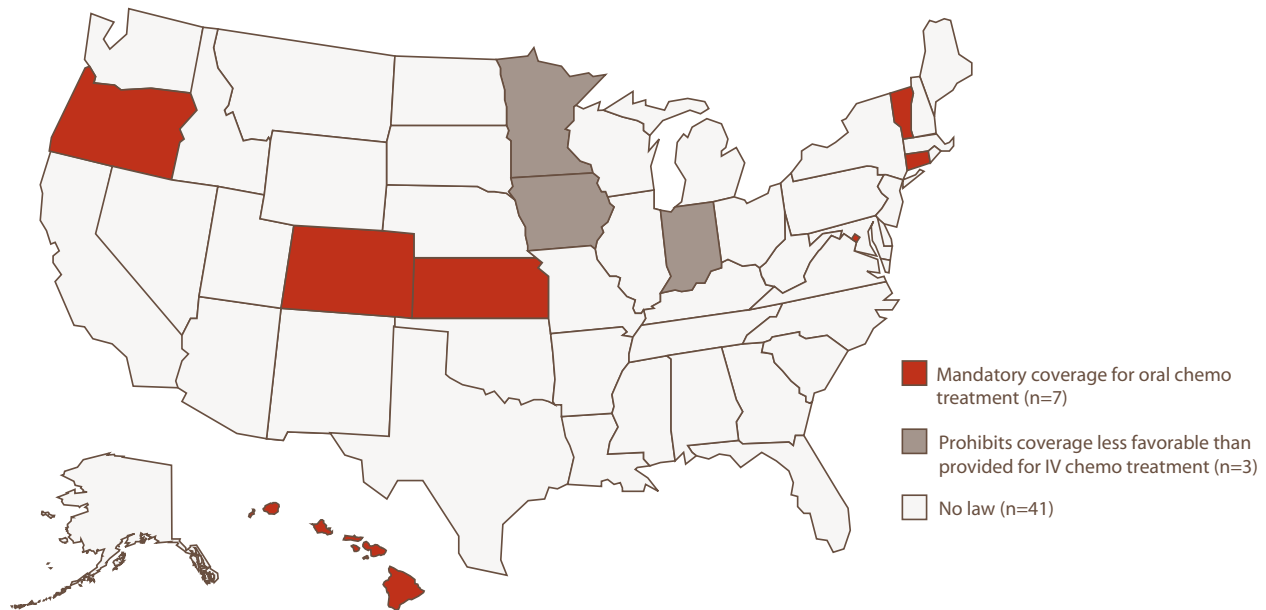 Mandatory coverage for oral chemo
treatment (n=7)
Prohibits coverage less favorable than
provided for IV chemo treatment (n=3)
No law (n=41)